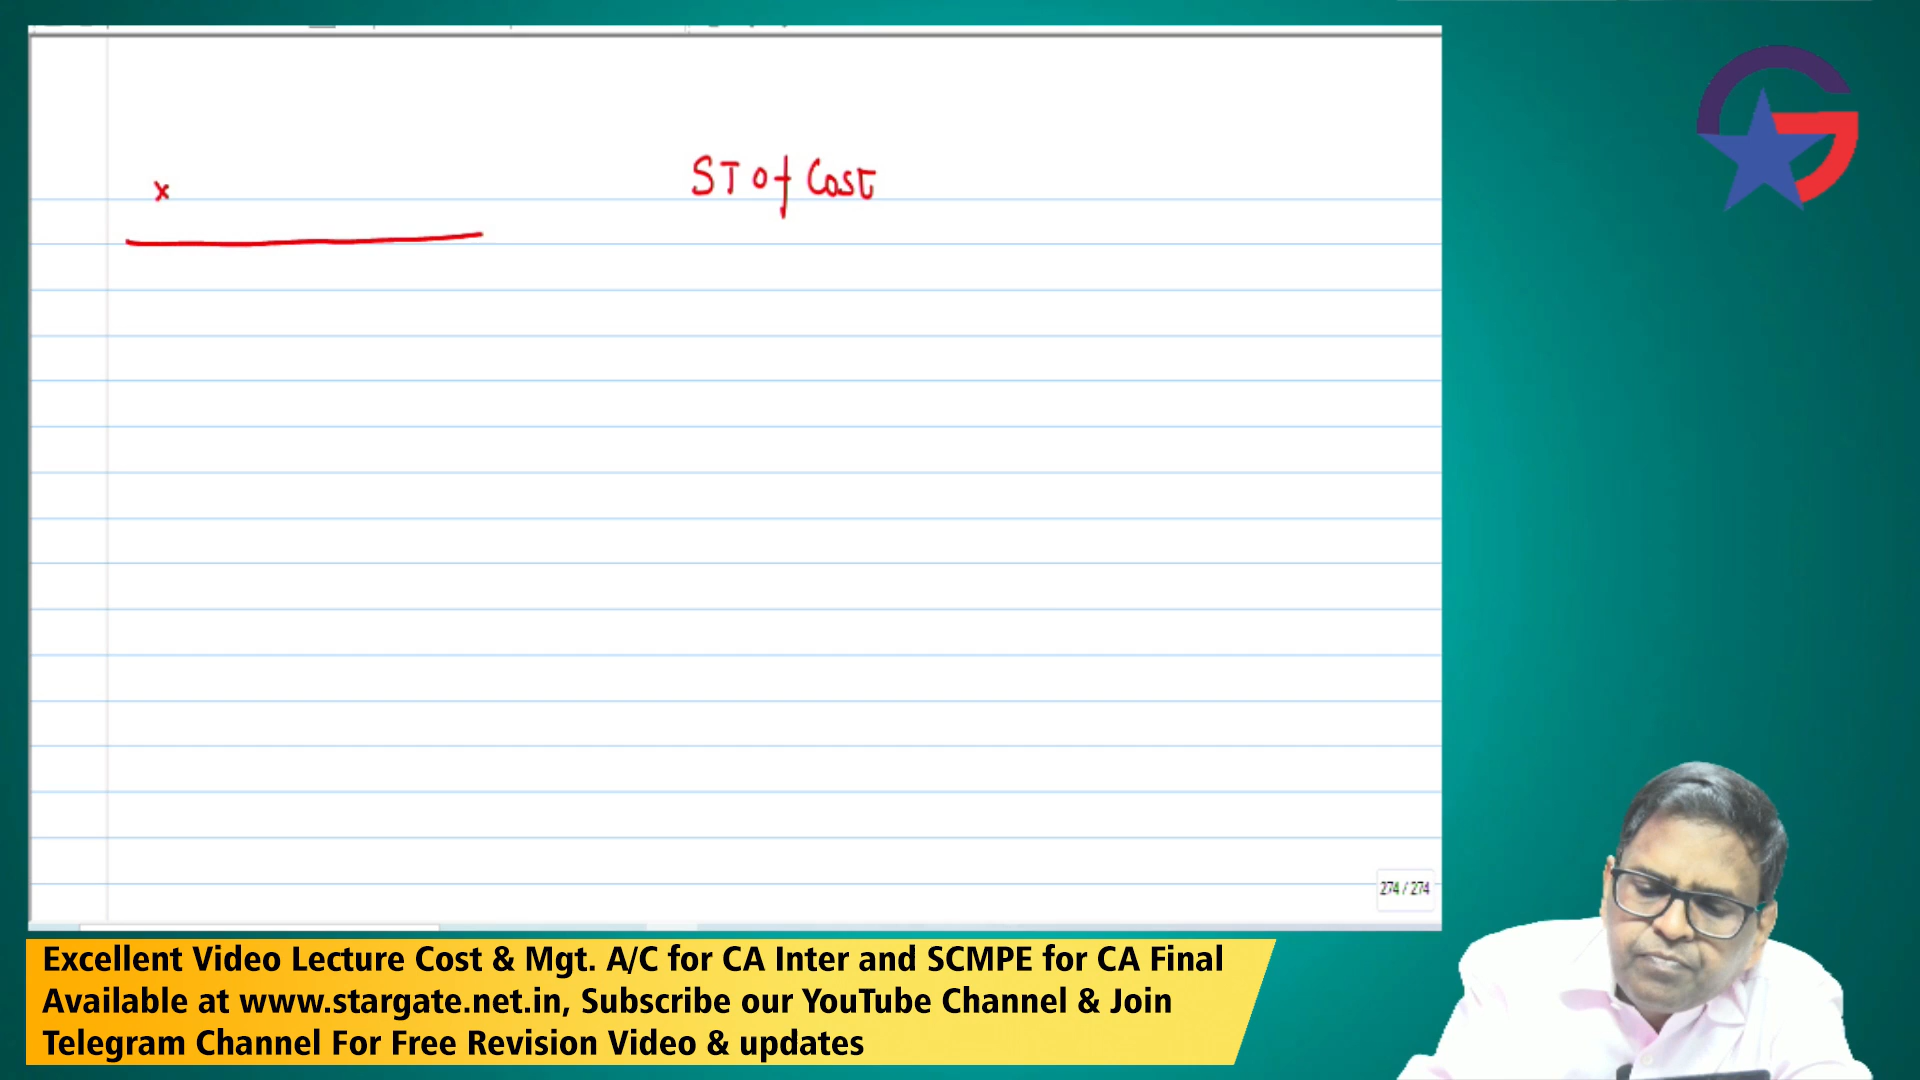 x
ST of Cost
274 / 274
Excellent Video Lecture Cost & Mgt. A/C for CA Inter and SCMPE for CA Final
Available at www.stargate.net.in, Subscribe our YouTube Channel & Join
Telegram Channel For Free Revision Video & updates